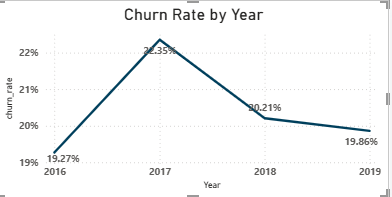 Churn Rate by Year
22%
21%
20%
19%
churn_rate
22.35%
20.21%
19.86%
19.27%
2016 2017 2018 2019
Year